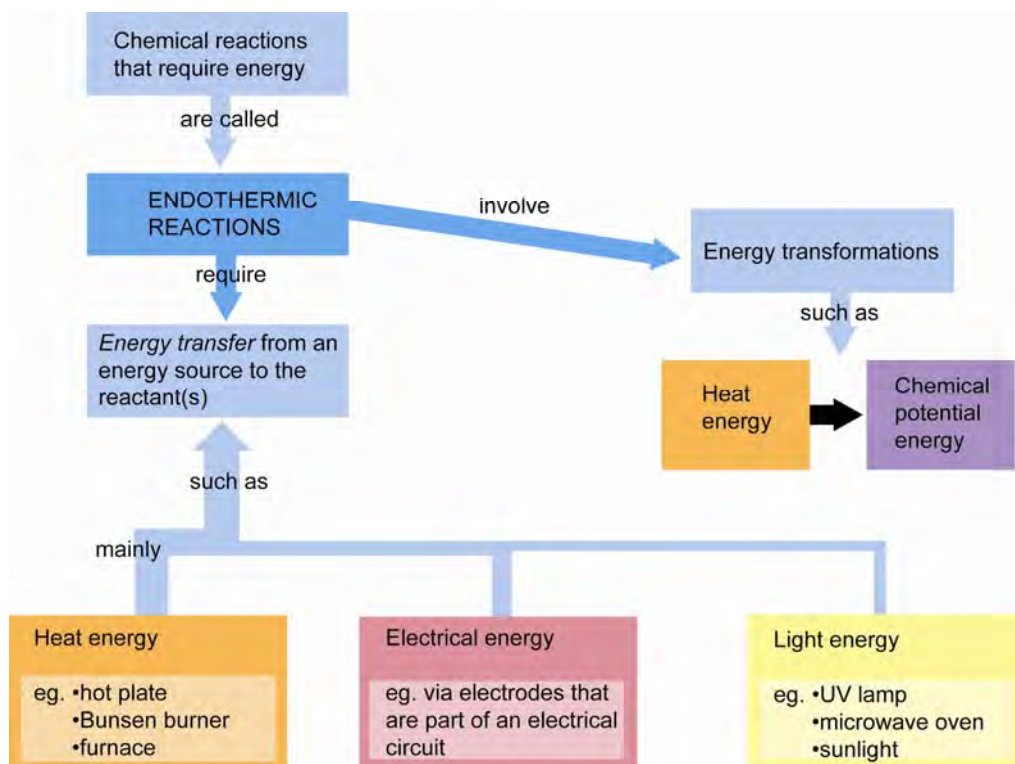 Chemical reactions
that require energy
are called
ENDOTHERMIC
REACTIONS
involve
Energy transformations
require
such as
Energy transfer from an
energy source to the
reactant(s)
Heat
energy
Chemical
potential
energy
such as
mainly
Heat energy
eg. •hot plate
•Bunsen burner
•furnace
Electrical energy
eg. via electrodes that
are part of an electrical
circuit
Light energy
eg. •UV lamp
•microwave oven
•sunlight